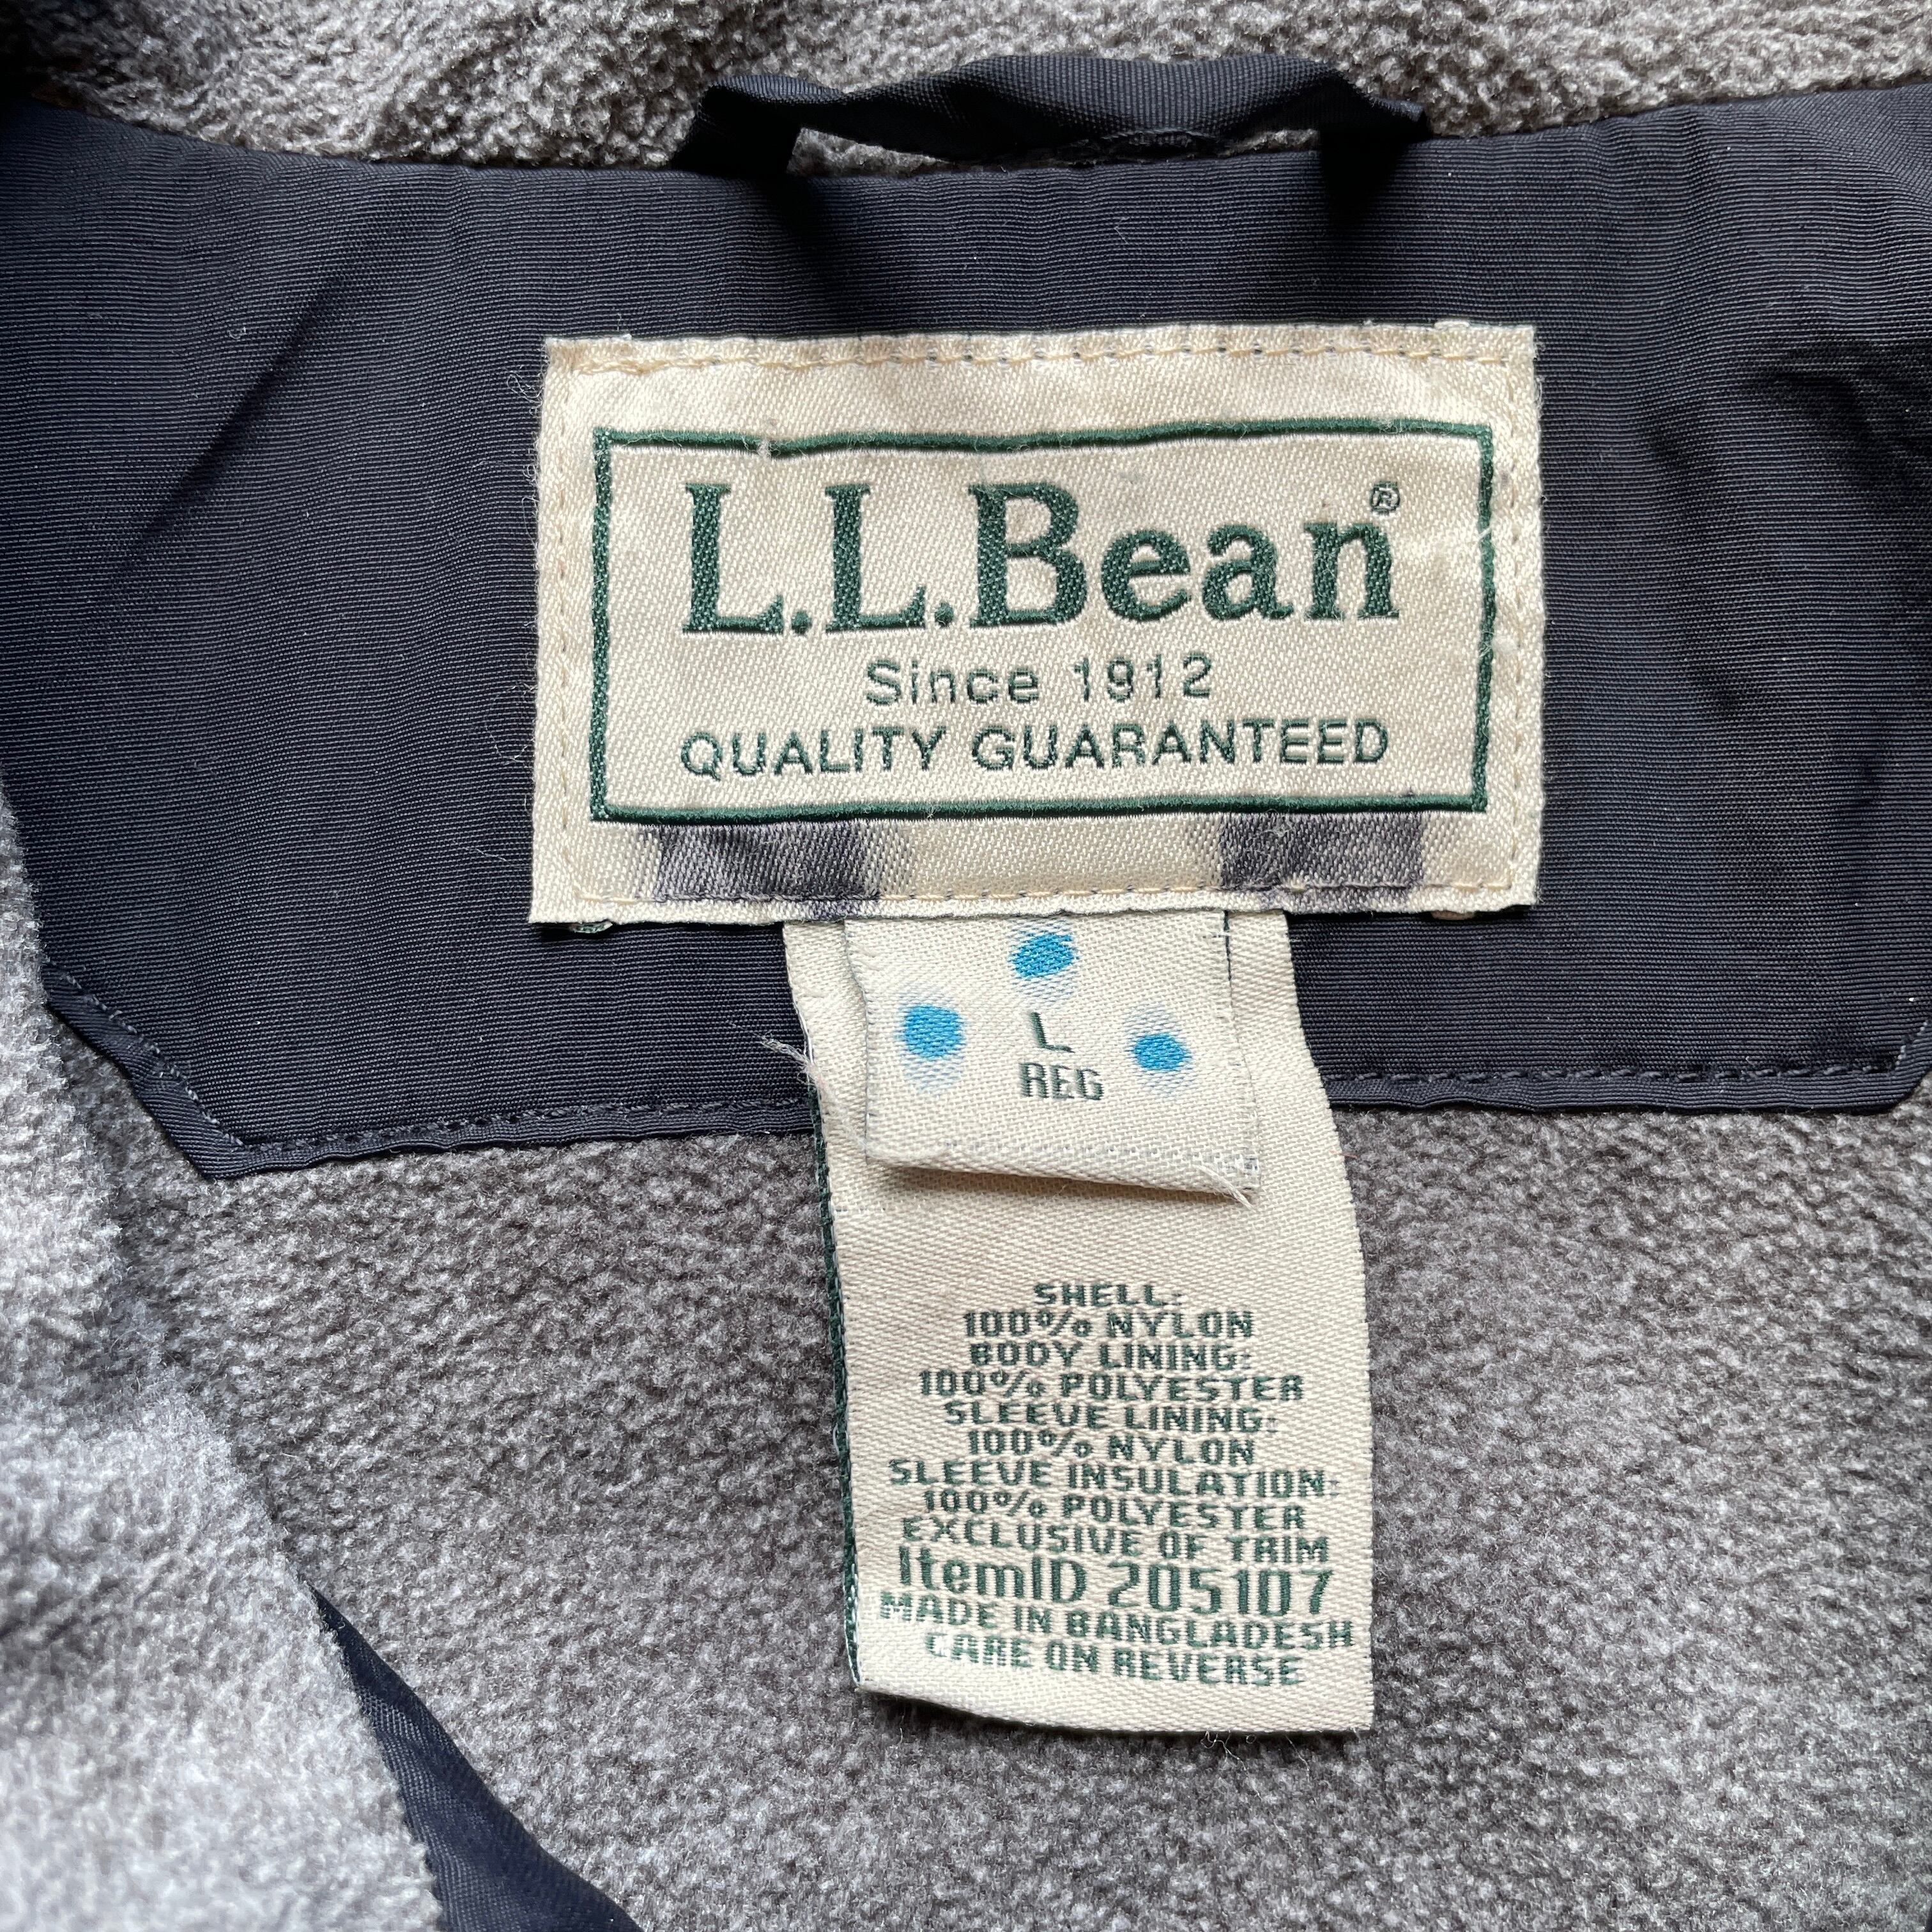 L.L.Bean®
Since 1912
QUALITY GUARANTEED
L
REG
SHELL:
100% NYLON
BODY LINING:
100% POLYESTER
SLEEVE LINING:
100% NYLON
SLEEVE INSULATION:
100% POLYESTER
EXCLUSIVE OF TRIM
ItemID 205107
MADE IN BANGLADESH
CARE ON REVERSE